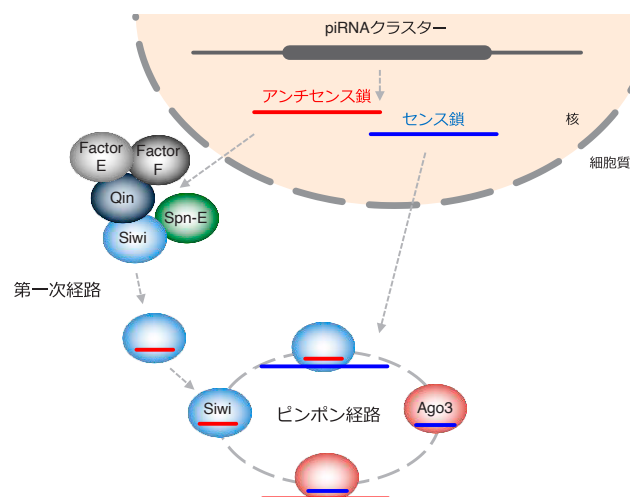 piRNAクラスター
アンチセンス鎖
センス鎖
核
細胞質
Factor
E
Factor
F
Qin
Spn-E
Siwi
第一次経路
Siwi
ピンポン経路
Ago3